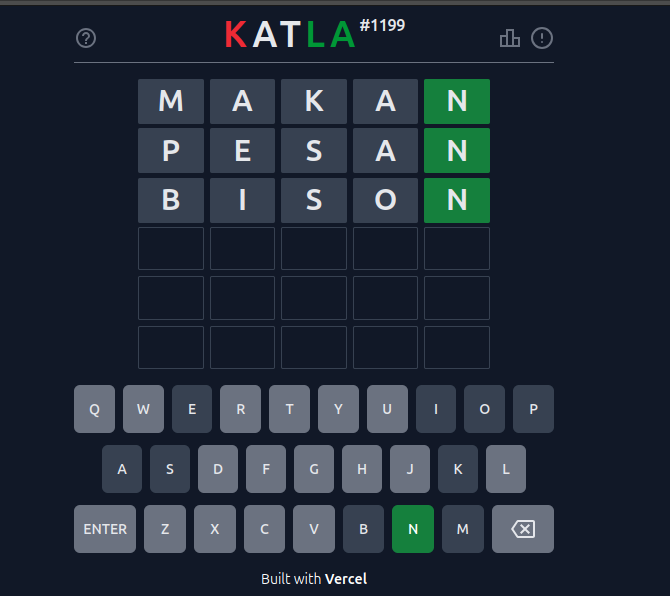 KATLA #1199
M A K A N
P E S A N
B I S O N
Q W E R T Y U I O P
A S D F G H J K L
ENTER Z X C V B N M
Built with Vercel